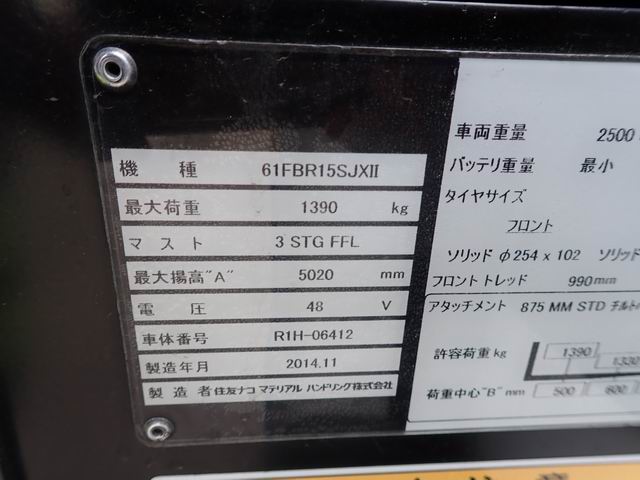 機 種 61FBR15SJXII
最大荷重 1390 kg
マスト 3 STG FFL
最大揚高"A" 5020 mm
電 圧 48 V
車体番号 R1H-06412
製造年月 2014.11
製造者 住友ナコ マテリアル ハンドリング株式会社
車両重量 2500
バッテリ重量 最小
タイヤサイズ
フロント
ソリッド φ254 x 102 ソリッド
フロント トレッド 990mm
アタッチメント 875 MM STD チルト
許容荷重 kg 1390 1330
荷重中心"B" mm 500 600